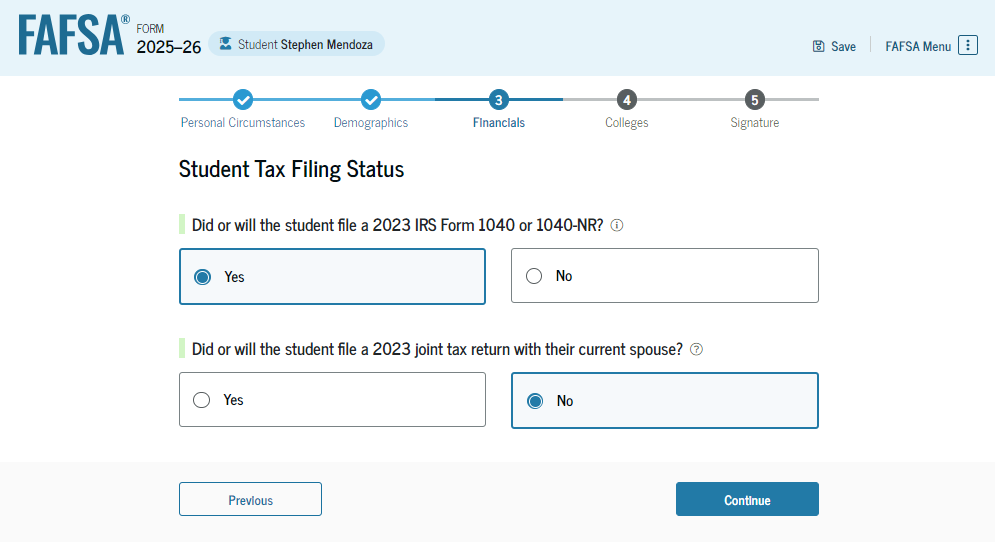 FAFSA®
FORM
2025–26
Student Stephen Mendoza
Save
FAFSA Menu
3
4
5
Personal Circumstances
Demographics
Financials
Colleges
Signature
Student Tax Filing Status
Did or will the student file a 2023 IRS Form 1040 or 1040-NR?
Yes
No
Did or will the student file a 2023 joint tax return with their current spouse?
Yes
No
Previous
Continue